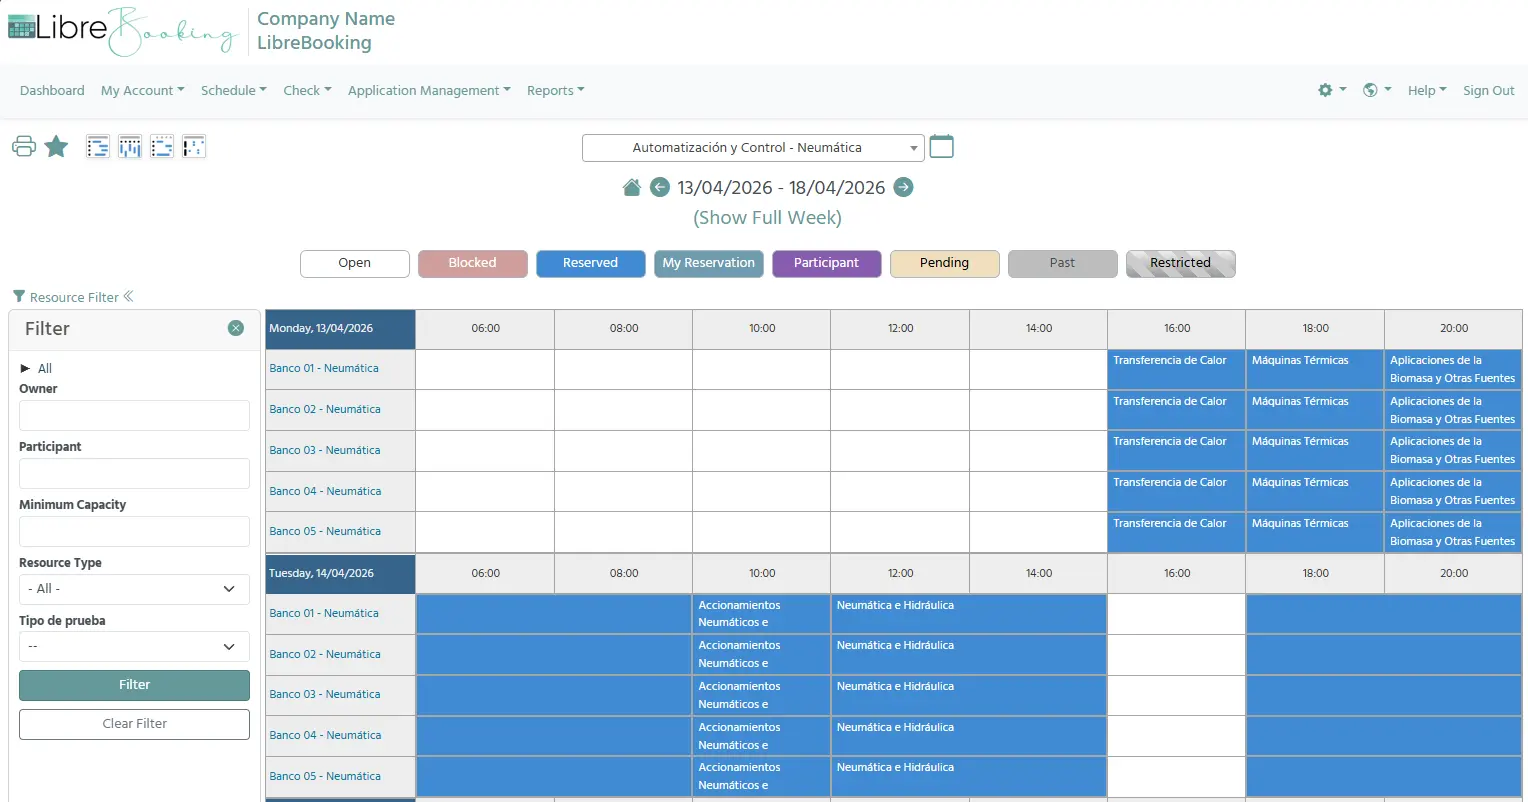 Libre Booking
Company Name
LibreBooking
Dashboard My Account Schedule Check Application Management Reports Help Sign Out
Automatización y Control - Neumática
13/04/2026 - 18/04/2026
(Show Full Week)
Open Blocked Reserved My Reservation Participant Pending Past Restricted
Resource Filter
Filter
All
Owner
Participant
Minimum Capacity
Resource Type
- All -
Tipo de prueba
--
Filter
Clear Filter
Monday, 13/04/2026 06:00 08:00 10:00 12:00 14:00 16:00 18:00 20:00
Banco 01 - Neumática Transferencia de Calor Máquinas Térmicas Aplicaciones de la
Biomasa y Otras Fuentes
Banco 02 - Neumática Transferencia de Calor Máquinas Térmicas Aplicaciones de la
Biomasa y Otras Fuentes
Banco 03 - Neumática Transferencia de Calor Máquinas Térmicas Aplicaciones de la
Biomasa y Otras Fuentes
Banco 04 - Neumática Transferencia de Calor Máquinas Térmicas Aplicaciones de la
Biomasa y Otras Fuentes
Banco 05 - Neumática Transferencia de Calor Máquinas Térmicas Aplicaciones de la
Biomasa y Otras Fuentes
Tuesday, 14/04/2026 06:00 08:00 10:00 12:00 14:00 16:00 18:00 20:00
Banco 01 - Neumática Accionamientos Neumática e Hidráulica
Neumáticos e
Banco 02 - Neumática Accionamientos Neumática e Hidráulica
Neumáticos e
Banco 03 - Neumática Accionamientos Neumática e Hidráulica
Neumáticos e
Banco 04 - Neumática Accionamientos Neumática e Hidráulica
Neumáticos e
Banco 05 - Neumática Accionamientos Neumática e Hidráulica
Neumáticos e